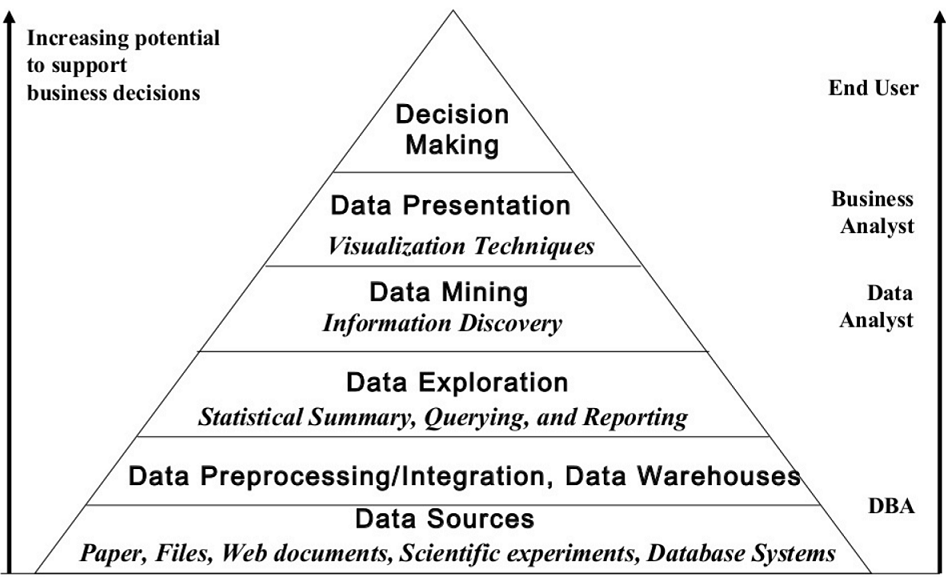 Increasing potential
to support
business decisions
End User
Decision
Making
Data Presentation
Visualization Techniques
Business
Analyst
Data Mining
Information Discovery
Data
Analyst
Data Exploration
Statistical Summary, Querying, and Reporting
Data Preprocessing/Integration, Data Warehouses
DBA
Data Sources
Paper, Files, Web documents, Scientific experiments, Database Systems